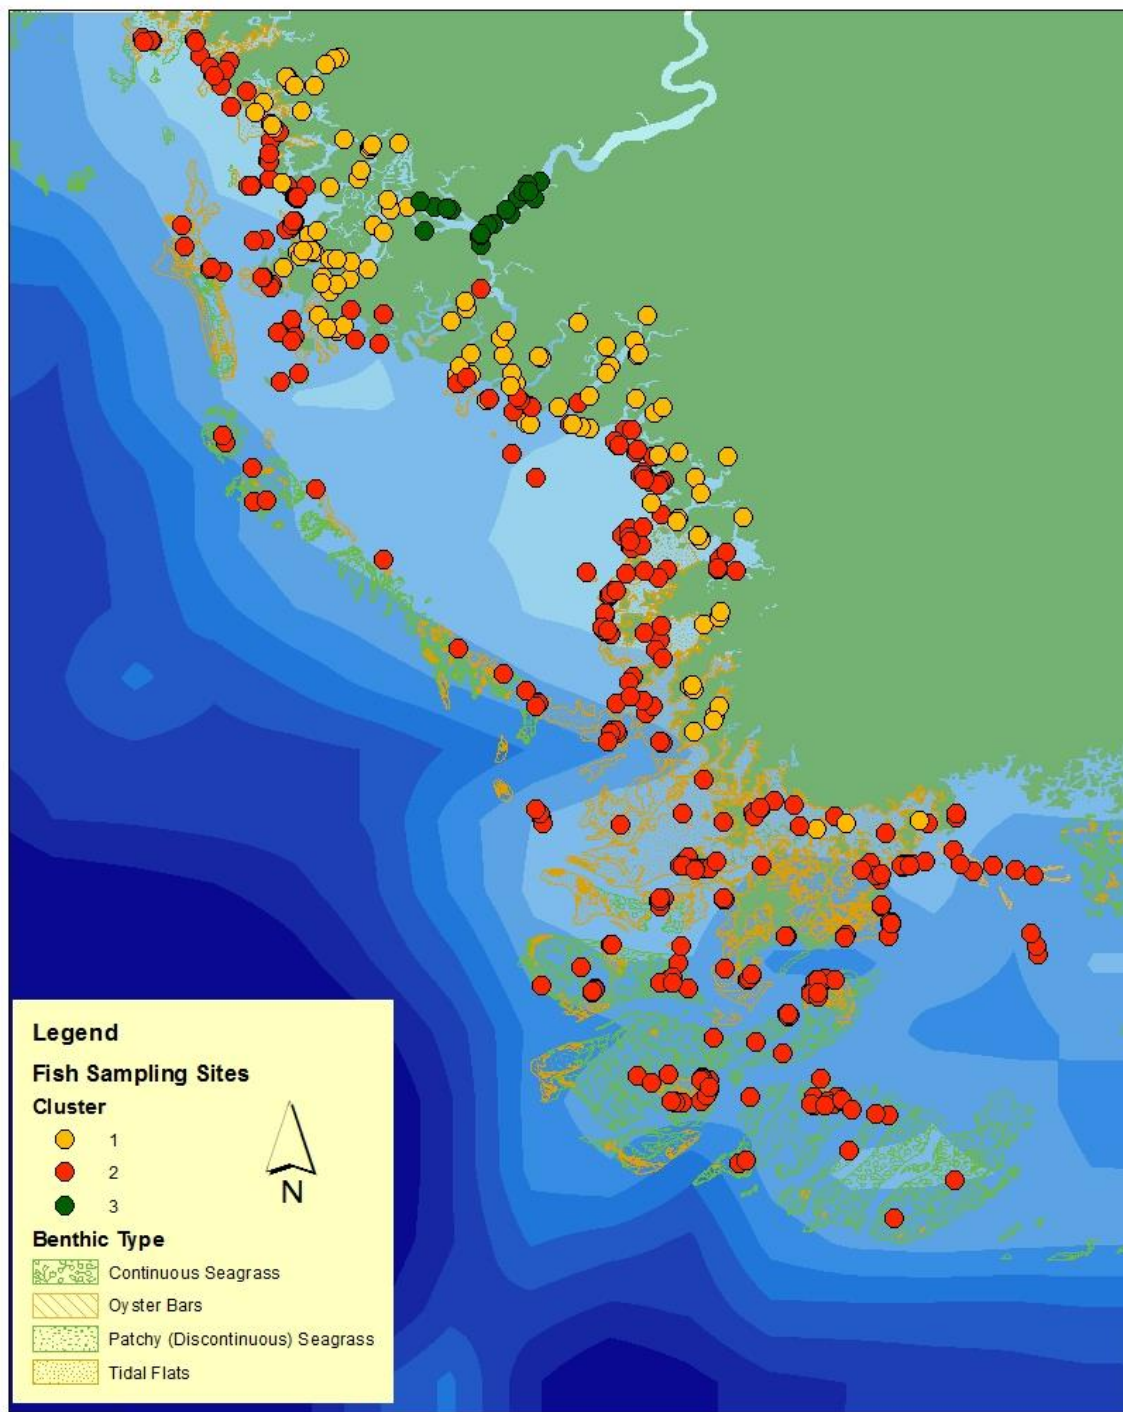 Legend
Fish Sampling Sites
Cluster
1
2
3
N
Benthic Type
Continuous Seagrass
Oyster Bars
Patchy (Discontinuous) Seagrass
Tidal Flats